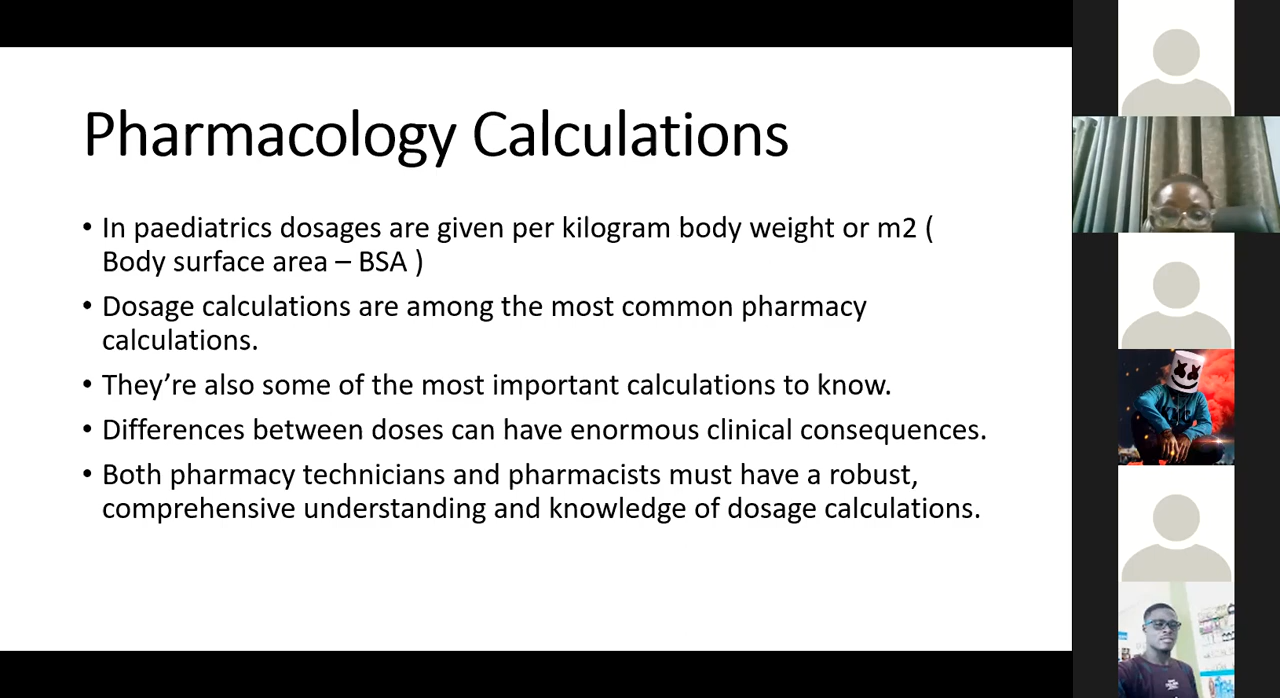 Pharmacology Calculations
• In paediatrics dosages are given per kilogram body weight or m2 (
Body surface area – BSA )
• Dosage calculations are among the most common pharmacy
calculations.
• They’re also some of the most important calculations to know.
• Differences between doses can have enormous clinical consequences.
• Both pharmacy technicians and pharmacists must have a robust,
comprehensive understanding and knowledge of dosage calculations.